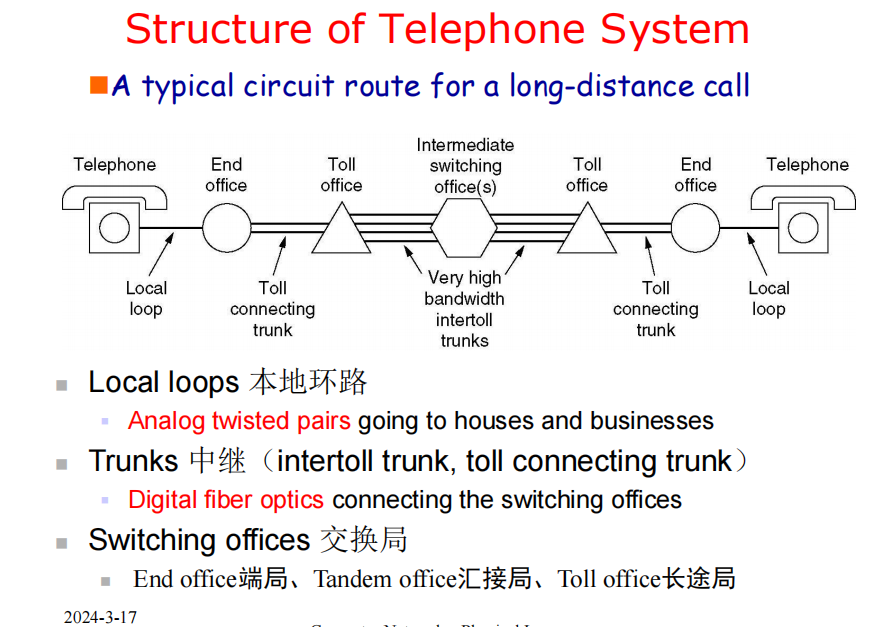 Structure of Telephone System
A typical circuit route for a long-distance call
Telephone
End
office
Toll
office
Intermediate
switching
office(s)
Toll
office
End
office
Telephone
Local
loop
Toll
connecting
trunk
Very high
bandwidth
intertoll
trunks
Toll
connecting
trunk
Local
loop
Local loops 本地环路
Analog twisted pairs going to houses and businesses
Trunks 中继（intertoll trunk, toll connecting trunk）
Digital fiber optics connecting the switching offices
Switching offices 交换局
End office端局、Tandem office汇接局、Toll office长途局
2024-3-17